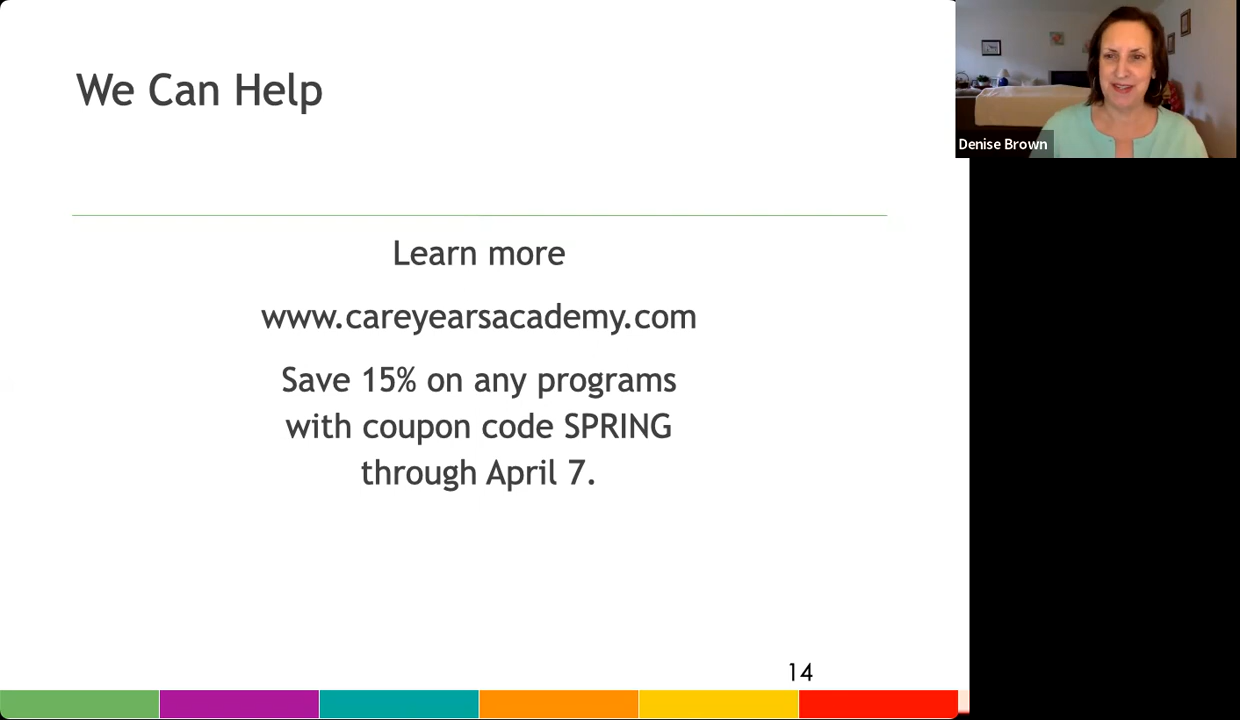 We Can Help
Denise Brown
Learn more
www.careyearsacademy.com
Save 15% on any programs
with coupon code SPRING
through April 7.
14